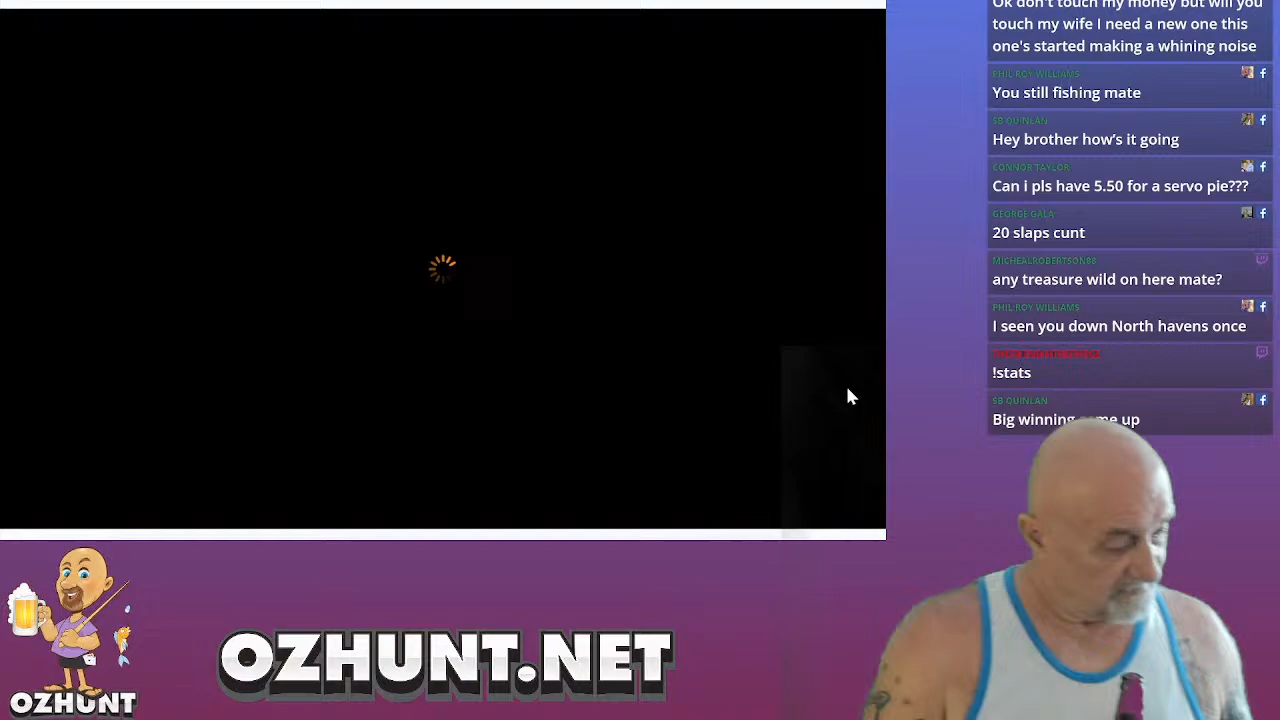 Ok don't touch my money but will you
touch my wife I need a new one this
one's started making a whining noise
PHIL ROY WILLIAMS
You still fishing mate
SB QUINLAN
Hey brother how's it going
CONNOR TAYLOR
Can i pls have 5.50 for a servo pie???
GEORGE GALA
20 slaps cunt
MICHEALROBERTSON86
any treasure wild on here mate?
PHIL ROY WILLIAMS
I seen you down North havens once
!stats
SB QUINLAN
Big winning up
OZHUNT.NET
OZHUNT